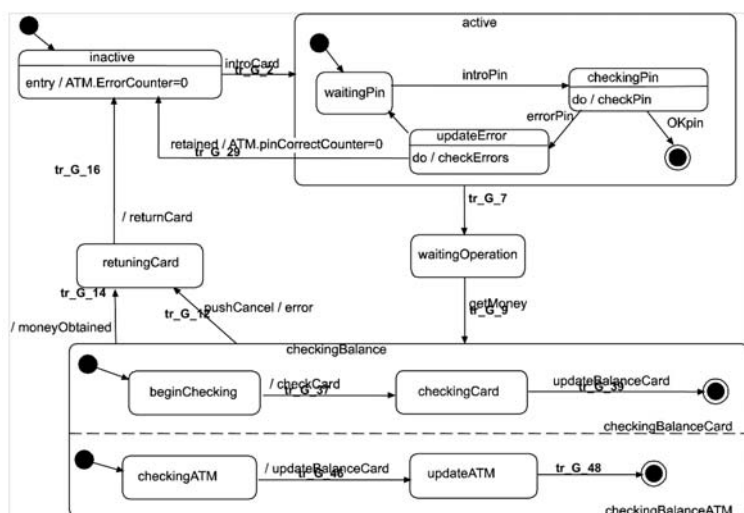 active
inactive
entry / ATM.ErrorCounter=0
introCard
tr_G_2
waitingPin
introPin
checkingPin
do / checkPin
errorPin
OKpin
updateError
do / checkErrors
retained / ATM.pinCorrectCounter=0
tr_G_29
tr_G_16
/ returnCard
tr_G_7
retuningCard
waitingOperation
tr_G_14
pushCancel / error
tr_G_12
getMoney
tr_G_9
/ moneyObtained
checkingBalance
beginChecking
/ checkCard
tr_G_37
checkingCard
updateBalanceCard
tr_G_39
checkingBalanceCard
checkingATM
/ updateBalanceCard
tr_G_46
updateATM
tr_G_48
checkingBalanceATM